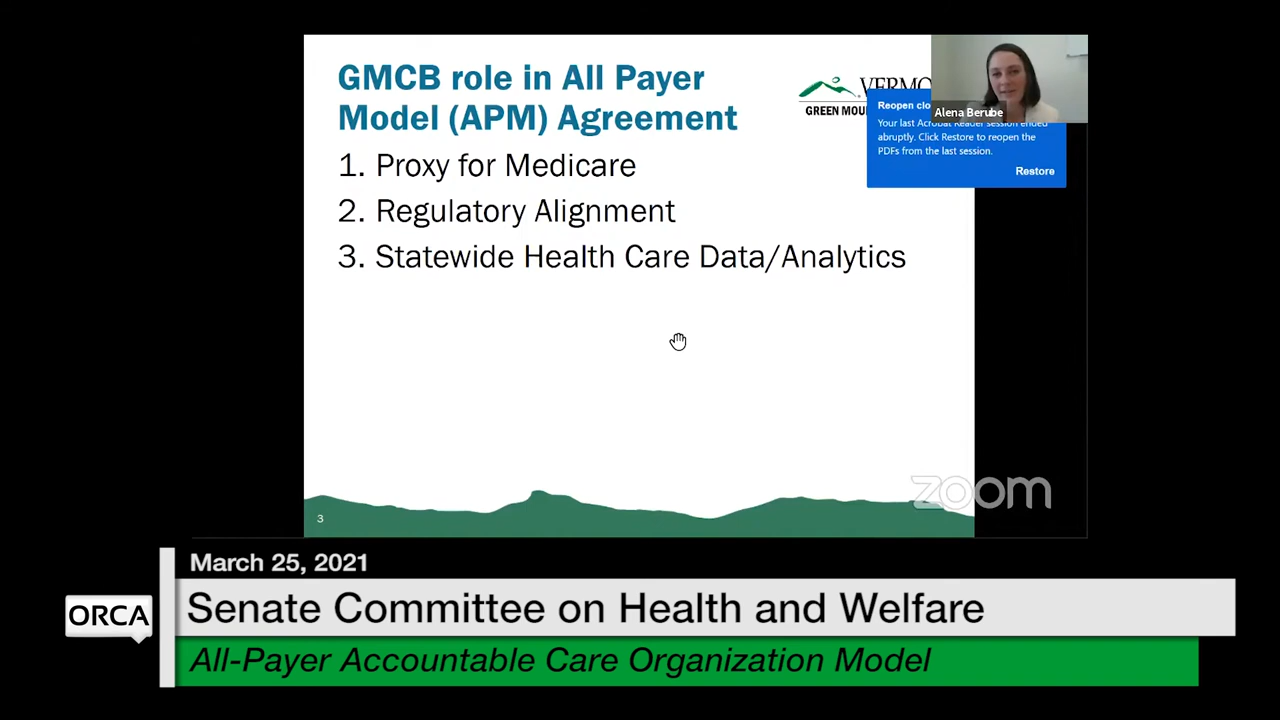 GMCB role in All Payer
Model (APM) Agreement
VERMO
GREEN MOU
Reopen clo
Alena Berube
Your last Acrobat Reader session ended
abruptly. Click Restore to reopen the
PDFs from the last session.
Restore
1. Proxy for Medicare
2. Regulatory Alignment
3. Statewide Health Care Data/Analytics
zoom
3
March 25, 2021
ORCA
Senate Committee on Health and Welfare
All-Payer Accountable Care Organization Model